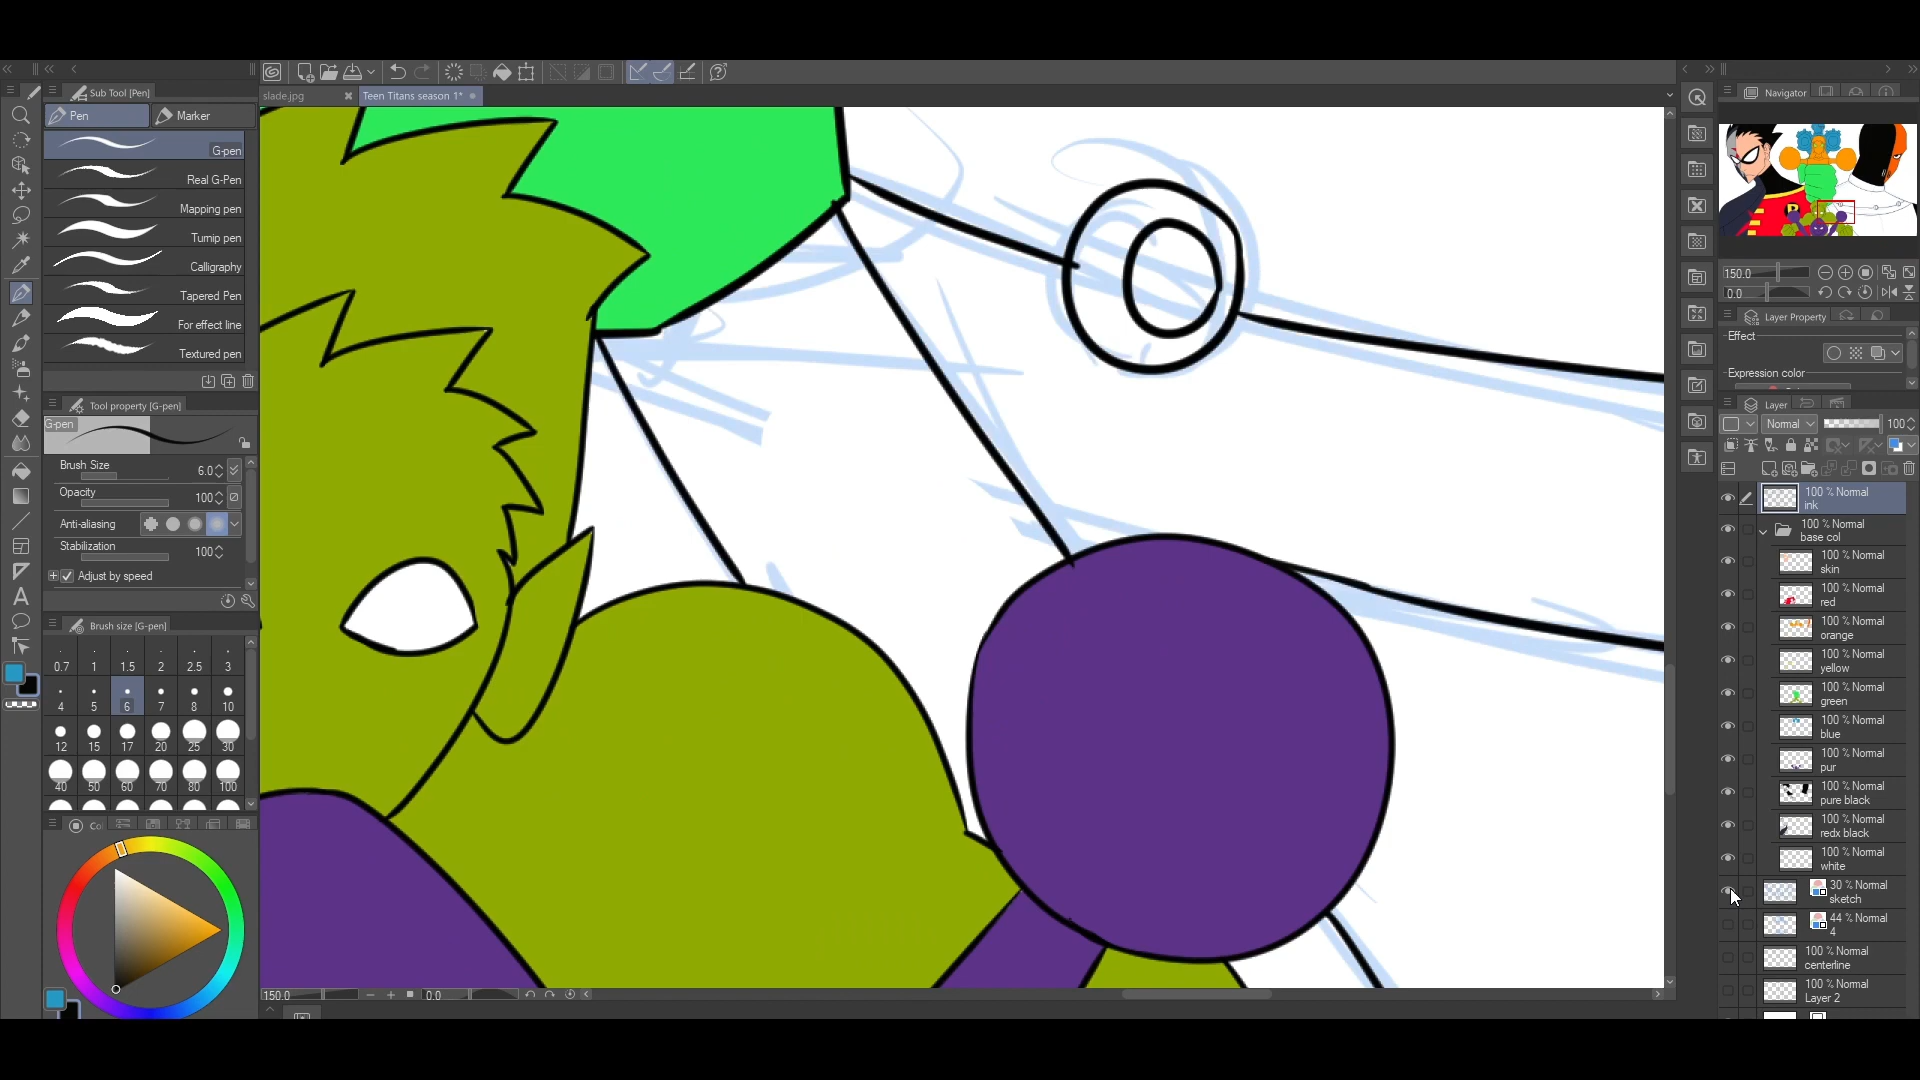 Sub Tool [Pen]
Pen
Marker
G-pen
Real G-Pen
Mapping pen
Turnip pen
Calligraphy
Tapered Pen
For effect line
Textured pen
Tool property [G-pen]
G-pen
Brush Size 6.0
Opacity 100
Anti-aliasing
Stabilization 100
Adjust by speed
Brush size [G-pen]
0.7 1 1.5 2 2.5 3
4 5 6 7 8 10
12 15 17 20 25 30
40 50 60 70 80 100
Co
slade.jpg
Teen Titans season 1*
150.0
0.0
Navigator
150.0
0.0
Layer Property
Effect
Expression color
Layer
Normal 100
100 % Normal
ink
100 % Normal
base col
100 % Normal
skin
100 % Normal
red
100 % Normal
orange
100 % Normal
yellow
100 % Normal
green
100 % Normal
blue
100 % Normal
pur
100 % Normal
pure black
100 % Normal
redx black
100 % Normal
white
30 % Normal
sketch
44 % Normal
4
100 % Normal
centerline
100 % Normal
Layer 2